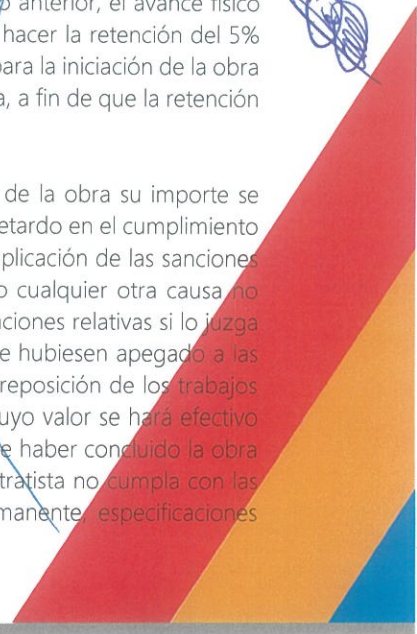 anterior, el avance físico
hacer la retención del 5%
para la iniciación de la obra
a, a fin de que la retención
de la obra su importe se
retardo en el cumplimiento
aplicación de las sanciones
o cualquier otra causa no
ciones relativas si lo juzga
e hubiesen apegado a las
reposición de los trabajos
uyo valor se hará efectivo
e haber concluido la obra
tratista no cumpla con las
manente, especificaciones